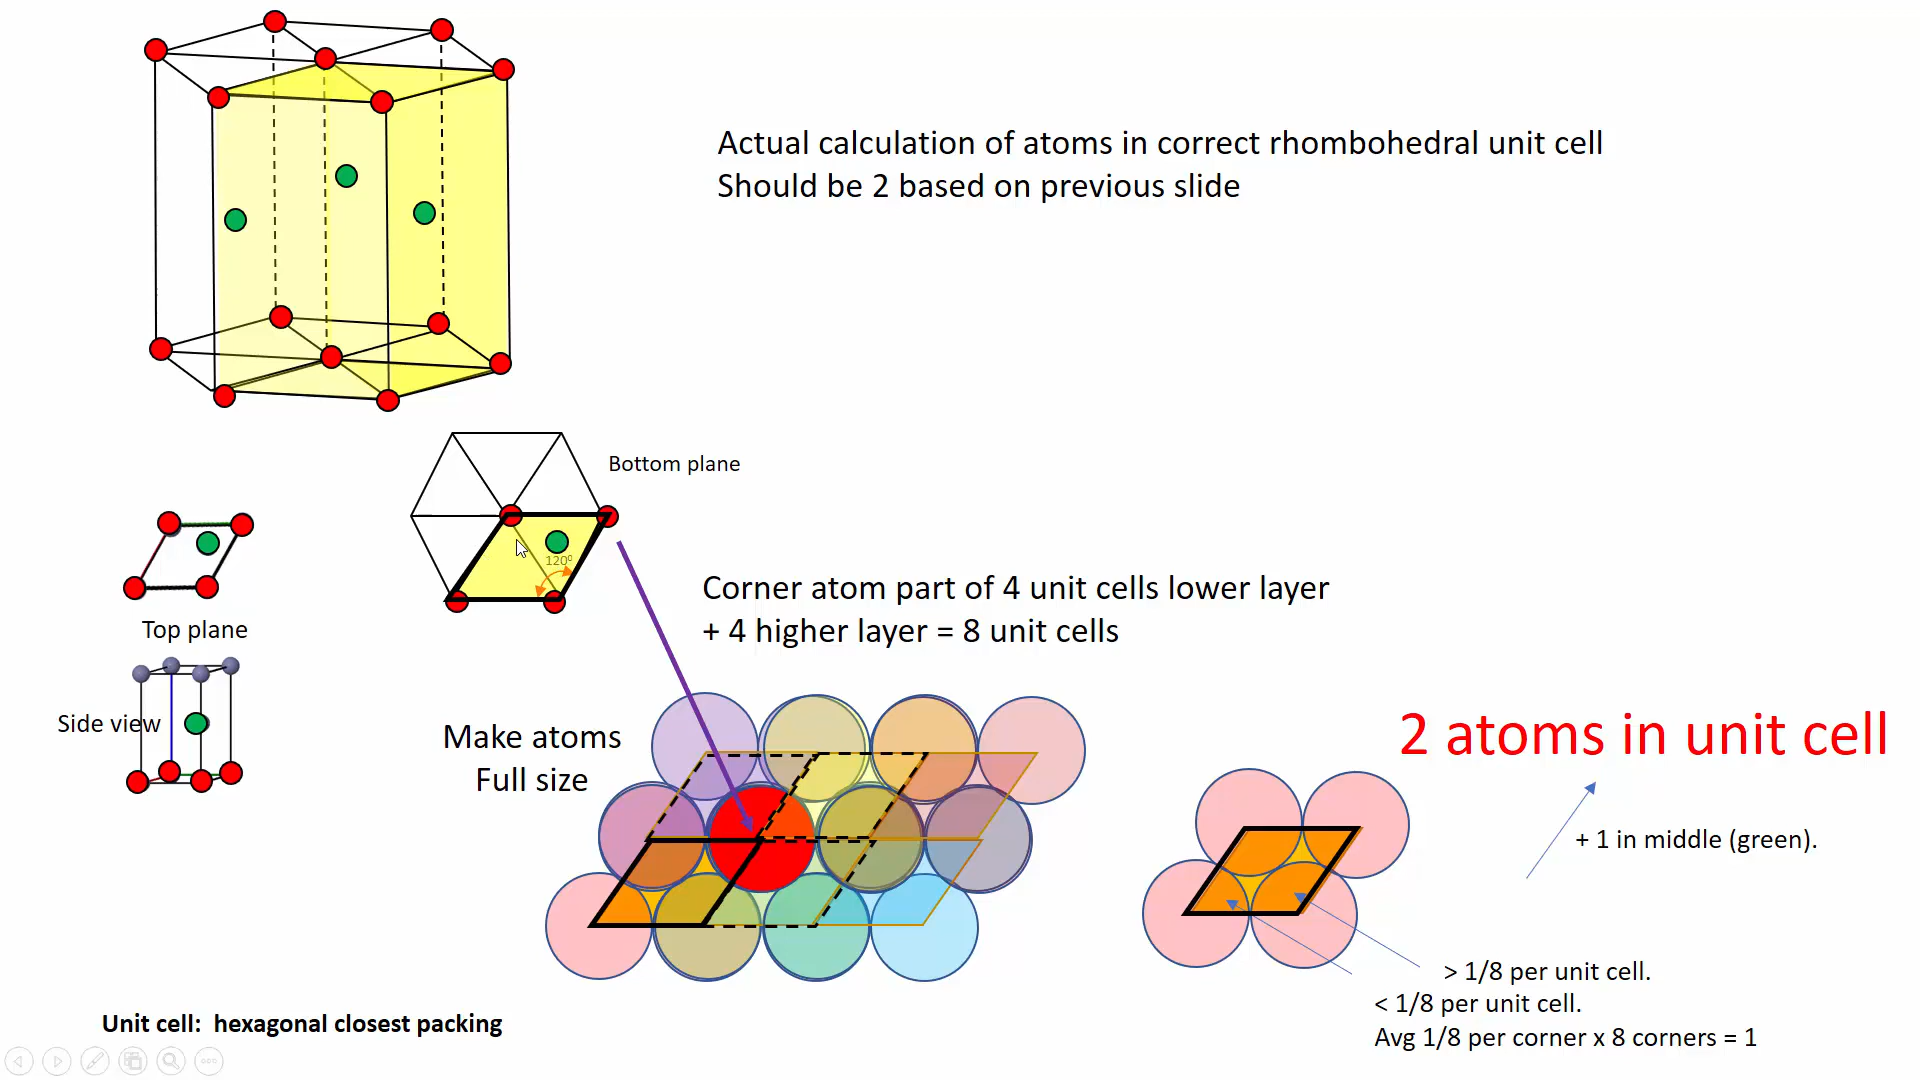 Actual calculation of atoms in correct rhombohedral unit cell
Should be 2 based on previous slide
Bottom plane
120⁰
Top plane
Side view
Corner atom part of 4 unit cells lower layer
+ 4 higher layer = 8 unit cells
Make atoms
Full size
2 atoms in unit cell
+ 1 in middle (green).
> 1/8 per unit cell.
< 1/8 per unit cell.
Avg 1/8 per corner x 8 corners = 1
Unit cell:  hexagonal closest packing